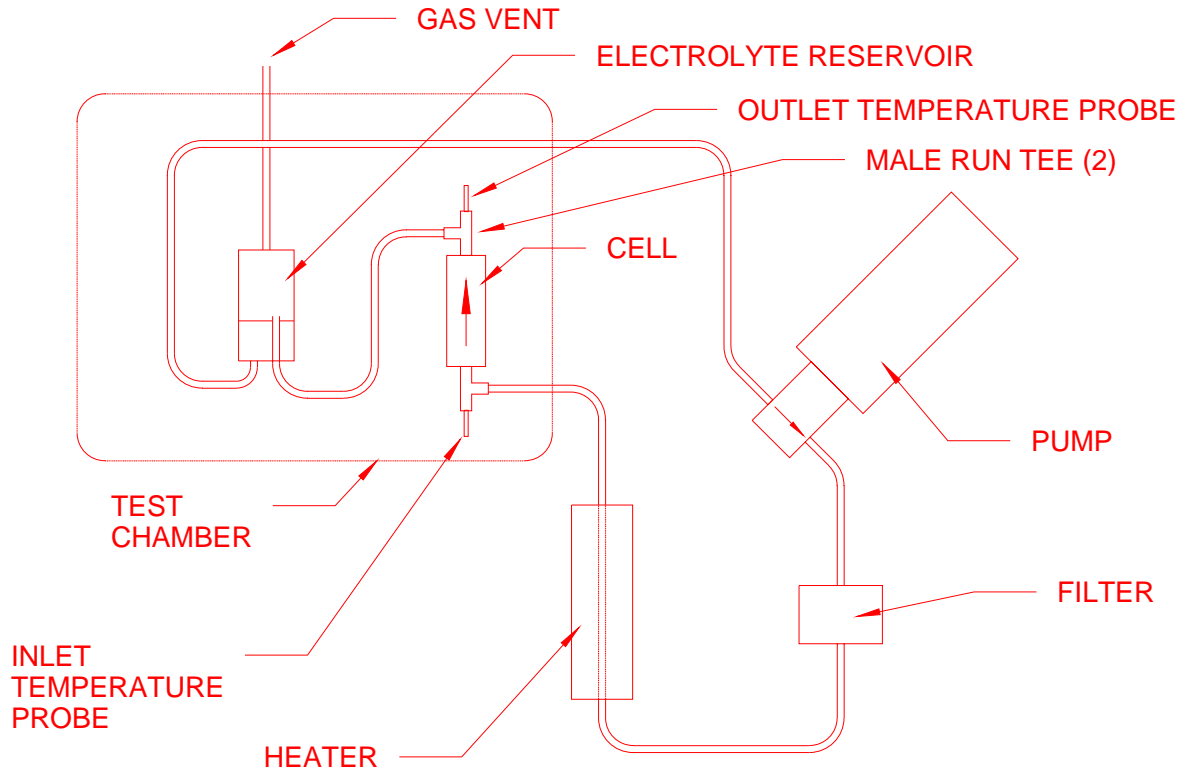 GAS VENT
ELECTROLYTE RESERVOIR
OUTLET TEMPERATURE PROBE
MALE RUN TEE (2)
CELL
PUMP
TEST
CHAMBER
FILTER
INLET
TEMPERATURE
PROBE
HEATER